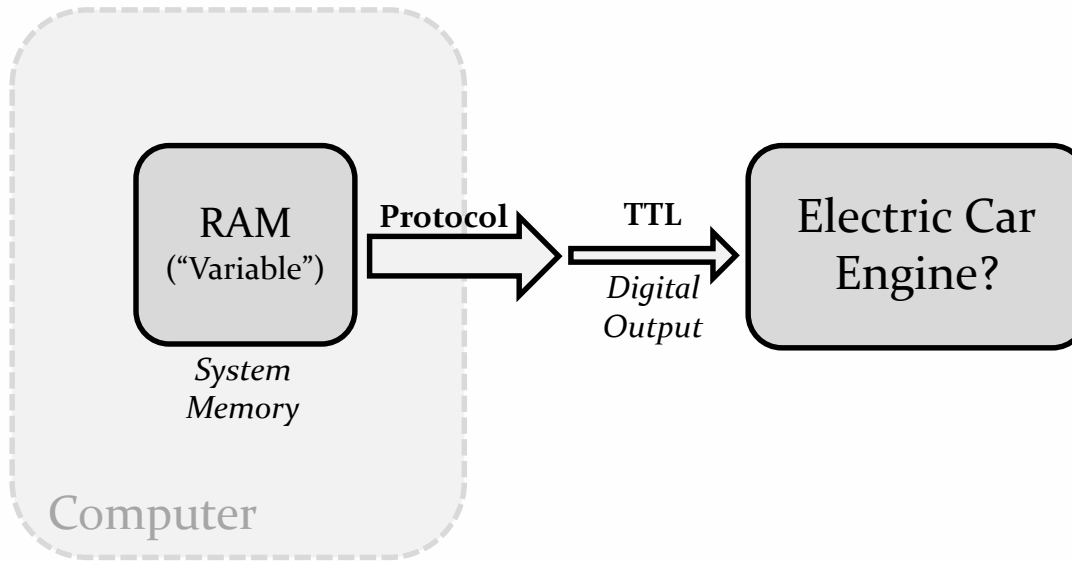 RAM
(“Variable”)
System
Memory
Protocol
TTL
Digital
Output
Electric Car
Engine?
Computer